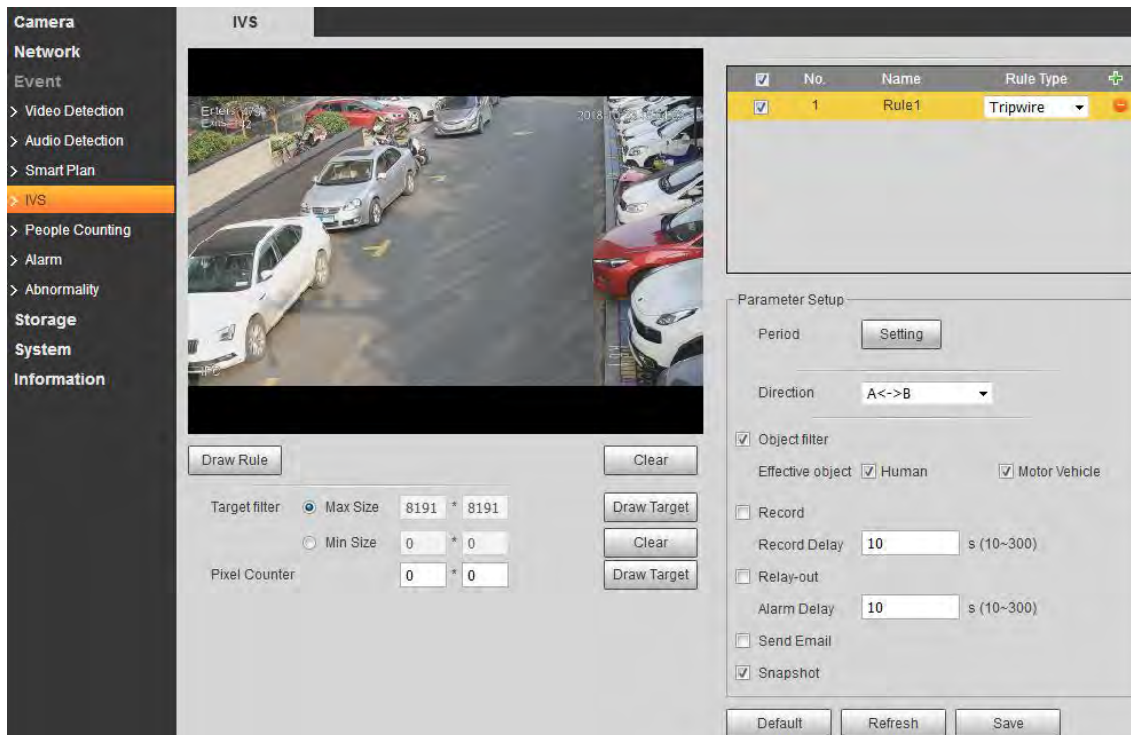 Camera
Network
Event
> Video Detection
> Audio Detection
> Smart Plan
> IVS
> People Counting
> Alarm
> Abnormality
Storage
System
Information
IVS
IPC
Draw Rule
Clear
Target filter Max Size 8191 * 8191 Draw Target
Min Size 0 * 0 Clear
Pixel Counter 0 * 0 Draw Target
No. Name Rule Type
1 Rule1 Tripwire
Parameter Setup
Period Setting
Direction A<->B
Object filter
Effective object Human Motor Vehicle
Record
Record Delay 10 s (10~300)
Relay-out
Alarm Delay 10 s (10~300)
Send Email
Snapshot
Default Refresh Save